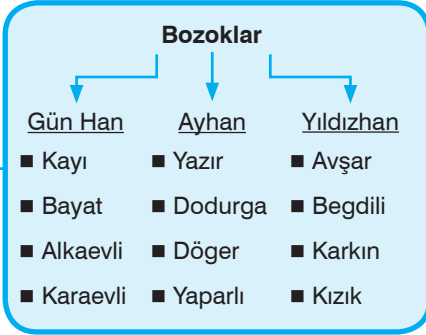 Bozoklar
Gün Han Ayhan Yıldızhan
■ Kayı ■ Yazır ■ Avşar
■ Bayat ■ Dodurga ■ Begdili
■ Alkaevli ■ Döger ■ Karkın
■ Karaevli ■ Yaparlı ■ Kızık